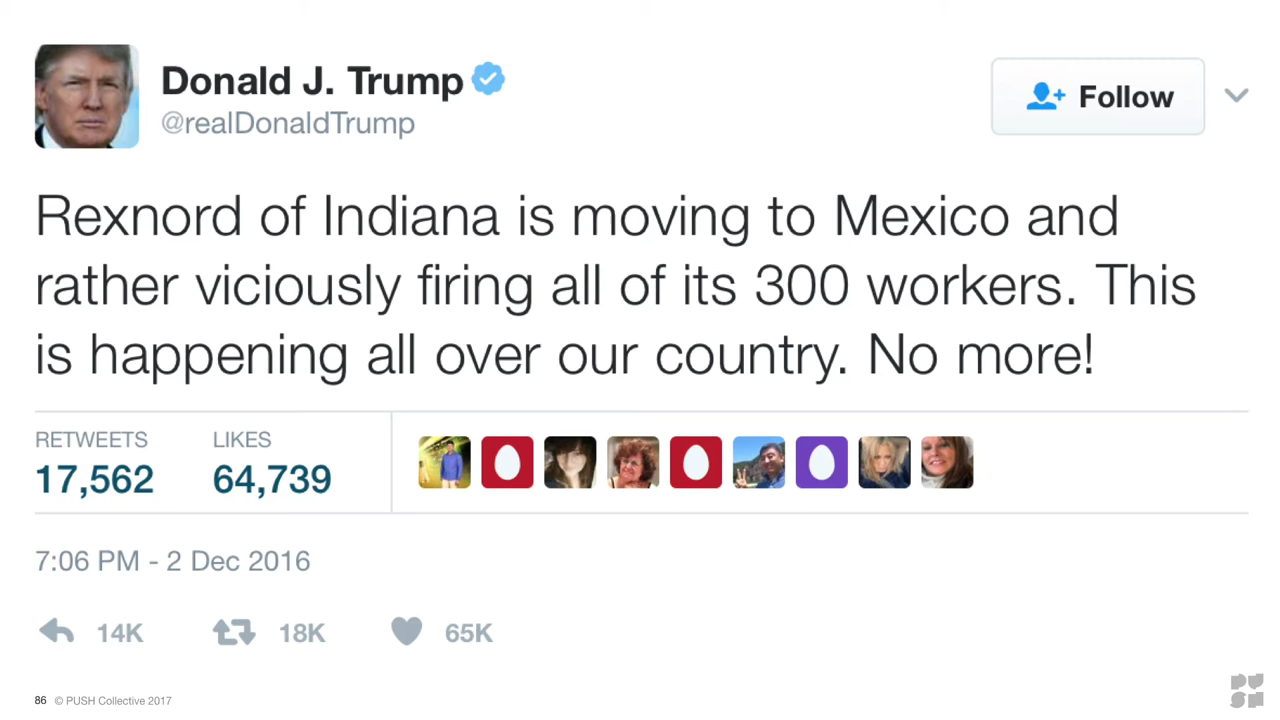 Donald J. Trump
@realDonaldTrump
Follow
Rexnord of Indiana is moving to Mexico and
rather viciously firing all of its 300 workers. This
is happening all over our country. No more!
RETWEETS LIKES
17,562 64,739
7:06 PM - 2 Dec 2016
14K 18K 65K
86 © PUSH Collective 2017
PUSH